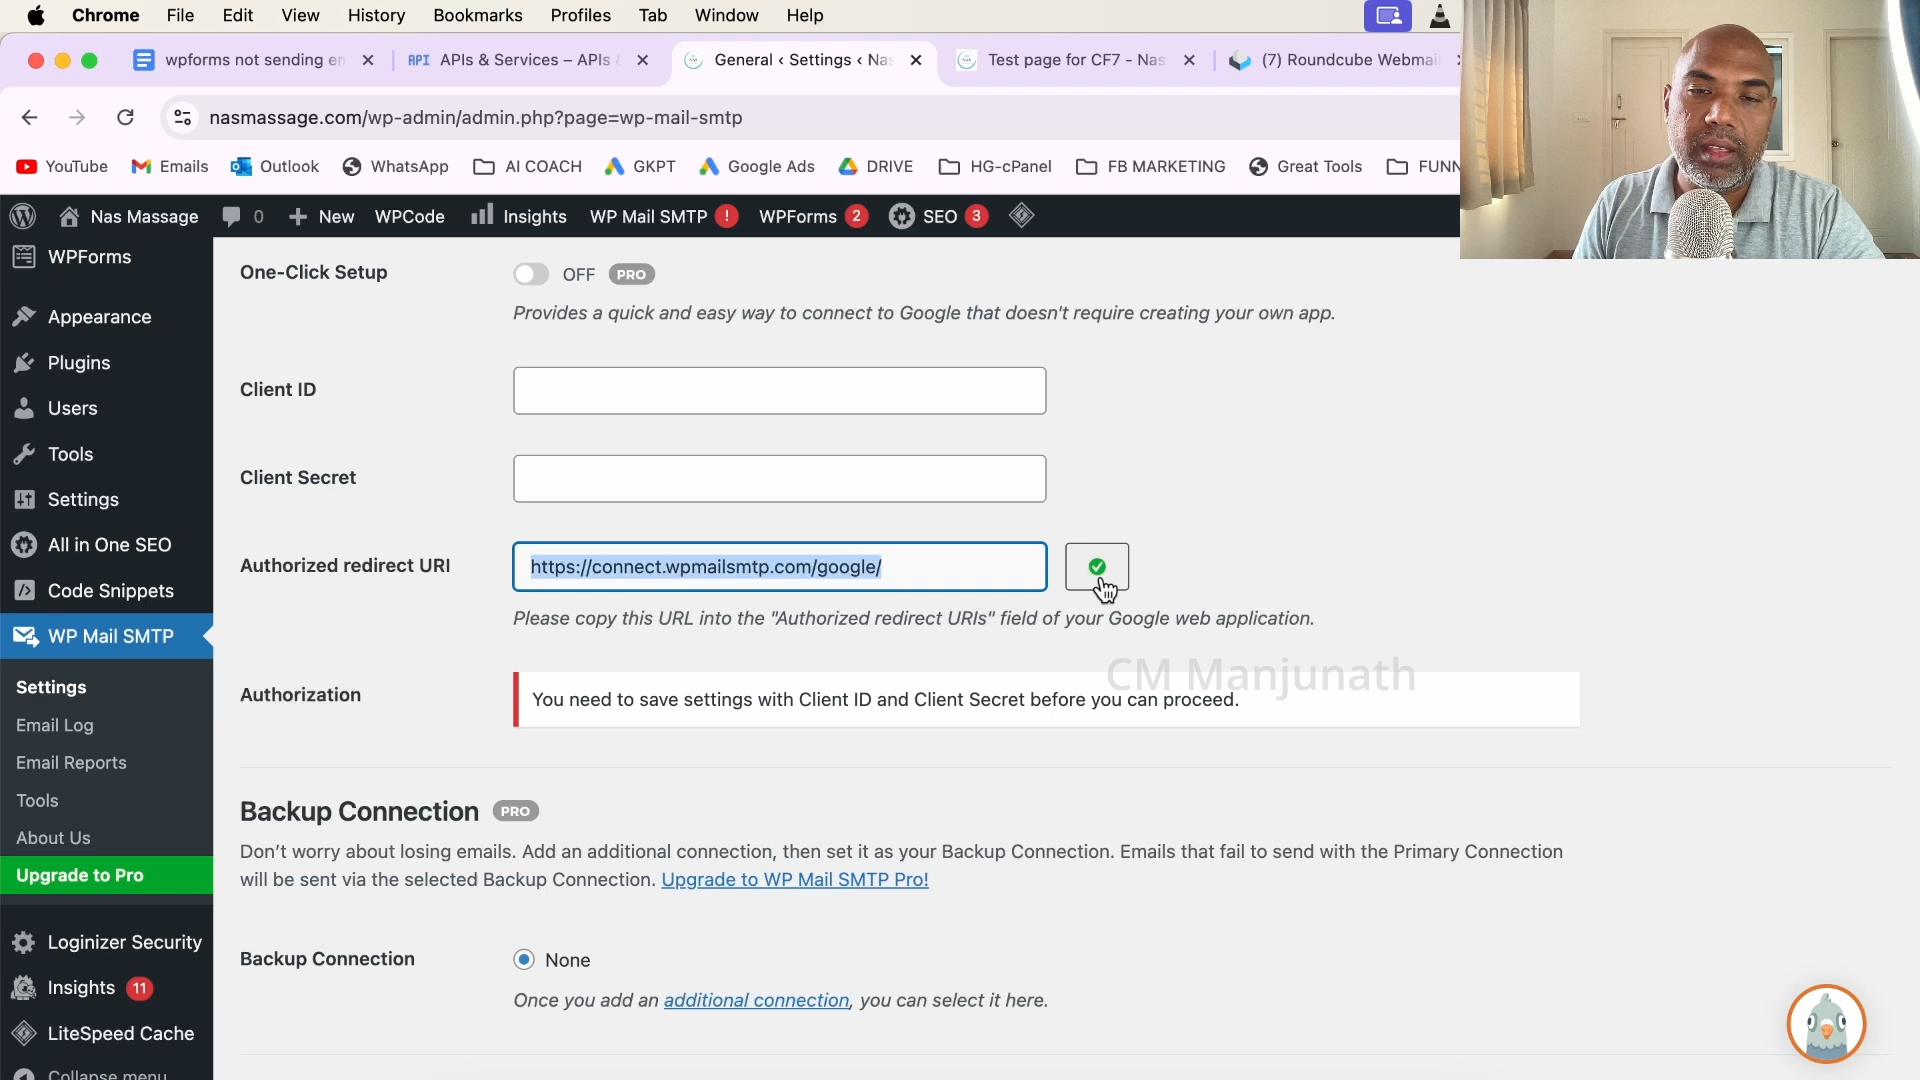 Chrome File Edit View History Bookmarks Profiles Tab Window Help
wpforms not sending en
API APIs & Services – APIs &
General ‹ Settings ‹ Nas
Test page for CF7 - Nas
(7) Roundcube Webmail
nasmassage.com/wp-admin/admin.php?page=wp-mail-smtp
YouTube Emails Outlook WhatsApp AI COACH GKPT Google Ads DRIVE HG-cPanel FB MARKETING Great Tools FUNN
Nas Massage 0 New WPCode Insights WP Mail SMTP ! WPForms 2 SEO 3
WPForms
Appearance
Plugins
Users
Tools
Settings
All in One SEO
Code Snippets
WP Mail SMTP
Settings
Email Log
Email Reports
Tools
About Us
Upgrade to Pro
Loginizer Security
Insights 11
LiteSpeed Cache
Collapse menu
One-Click Setup OFF PRO
Provides a quick and easy way to connect to Google that doesn't require creating your own app.
Client ID
Client Secret
Authorized redirect URI https://connect.wpmailsmtp.com/google/
Please copy this URL into the "Authorized redirect URIs" field of your Google web application.
CM Manjunath
Authorization You need to save settings with Client ID and Client Secret before you can proceed.
Backup Connection PRO
Don’t worry about losing emails. Add an additional connection, then set it as your Backup Connection. Emails that fail to send with the Primary Connection
will be sent via the selected Backup Connection. Upgrade to WP Mail SMTP Pro!
Backup Connection None
Once you add an additional connection, you can select it here.